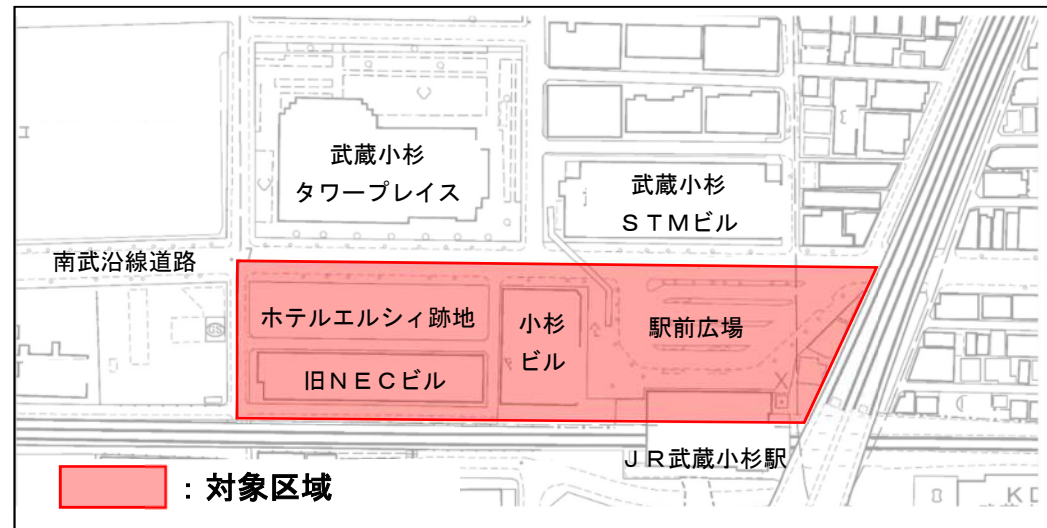 武蔵小杉
タワープレイス
武蔵小杉
ＳＴＭビル
南武沿線道路
ホテルエルシィ跡地
小杉
ビル
駅前広場
旧ＮＥＣビル
ＪＲ武蔵小杉駅
：対象区域
KD